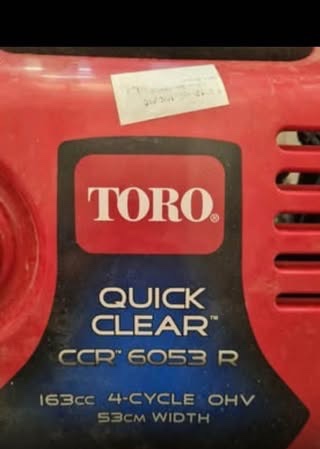 TORO®
QUICK
CLEAR™
CCR™ 6053 R
163cc 4-CYCLE OHV
53cm WIDTH